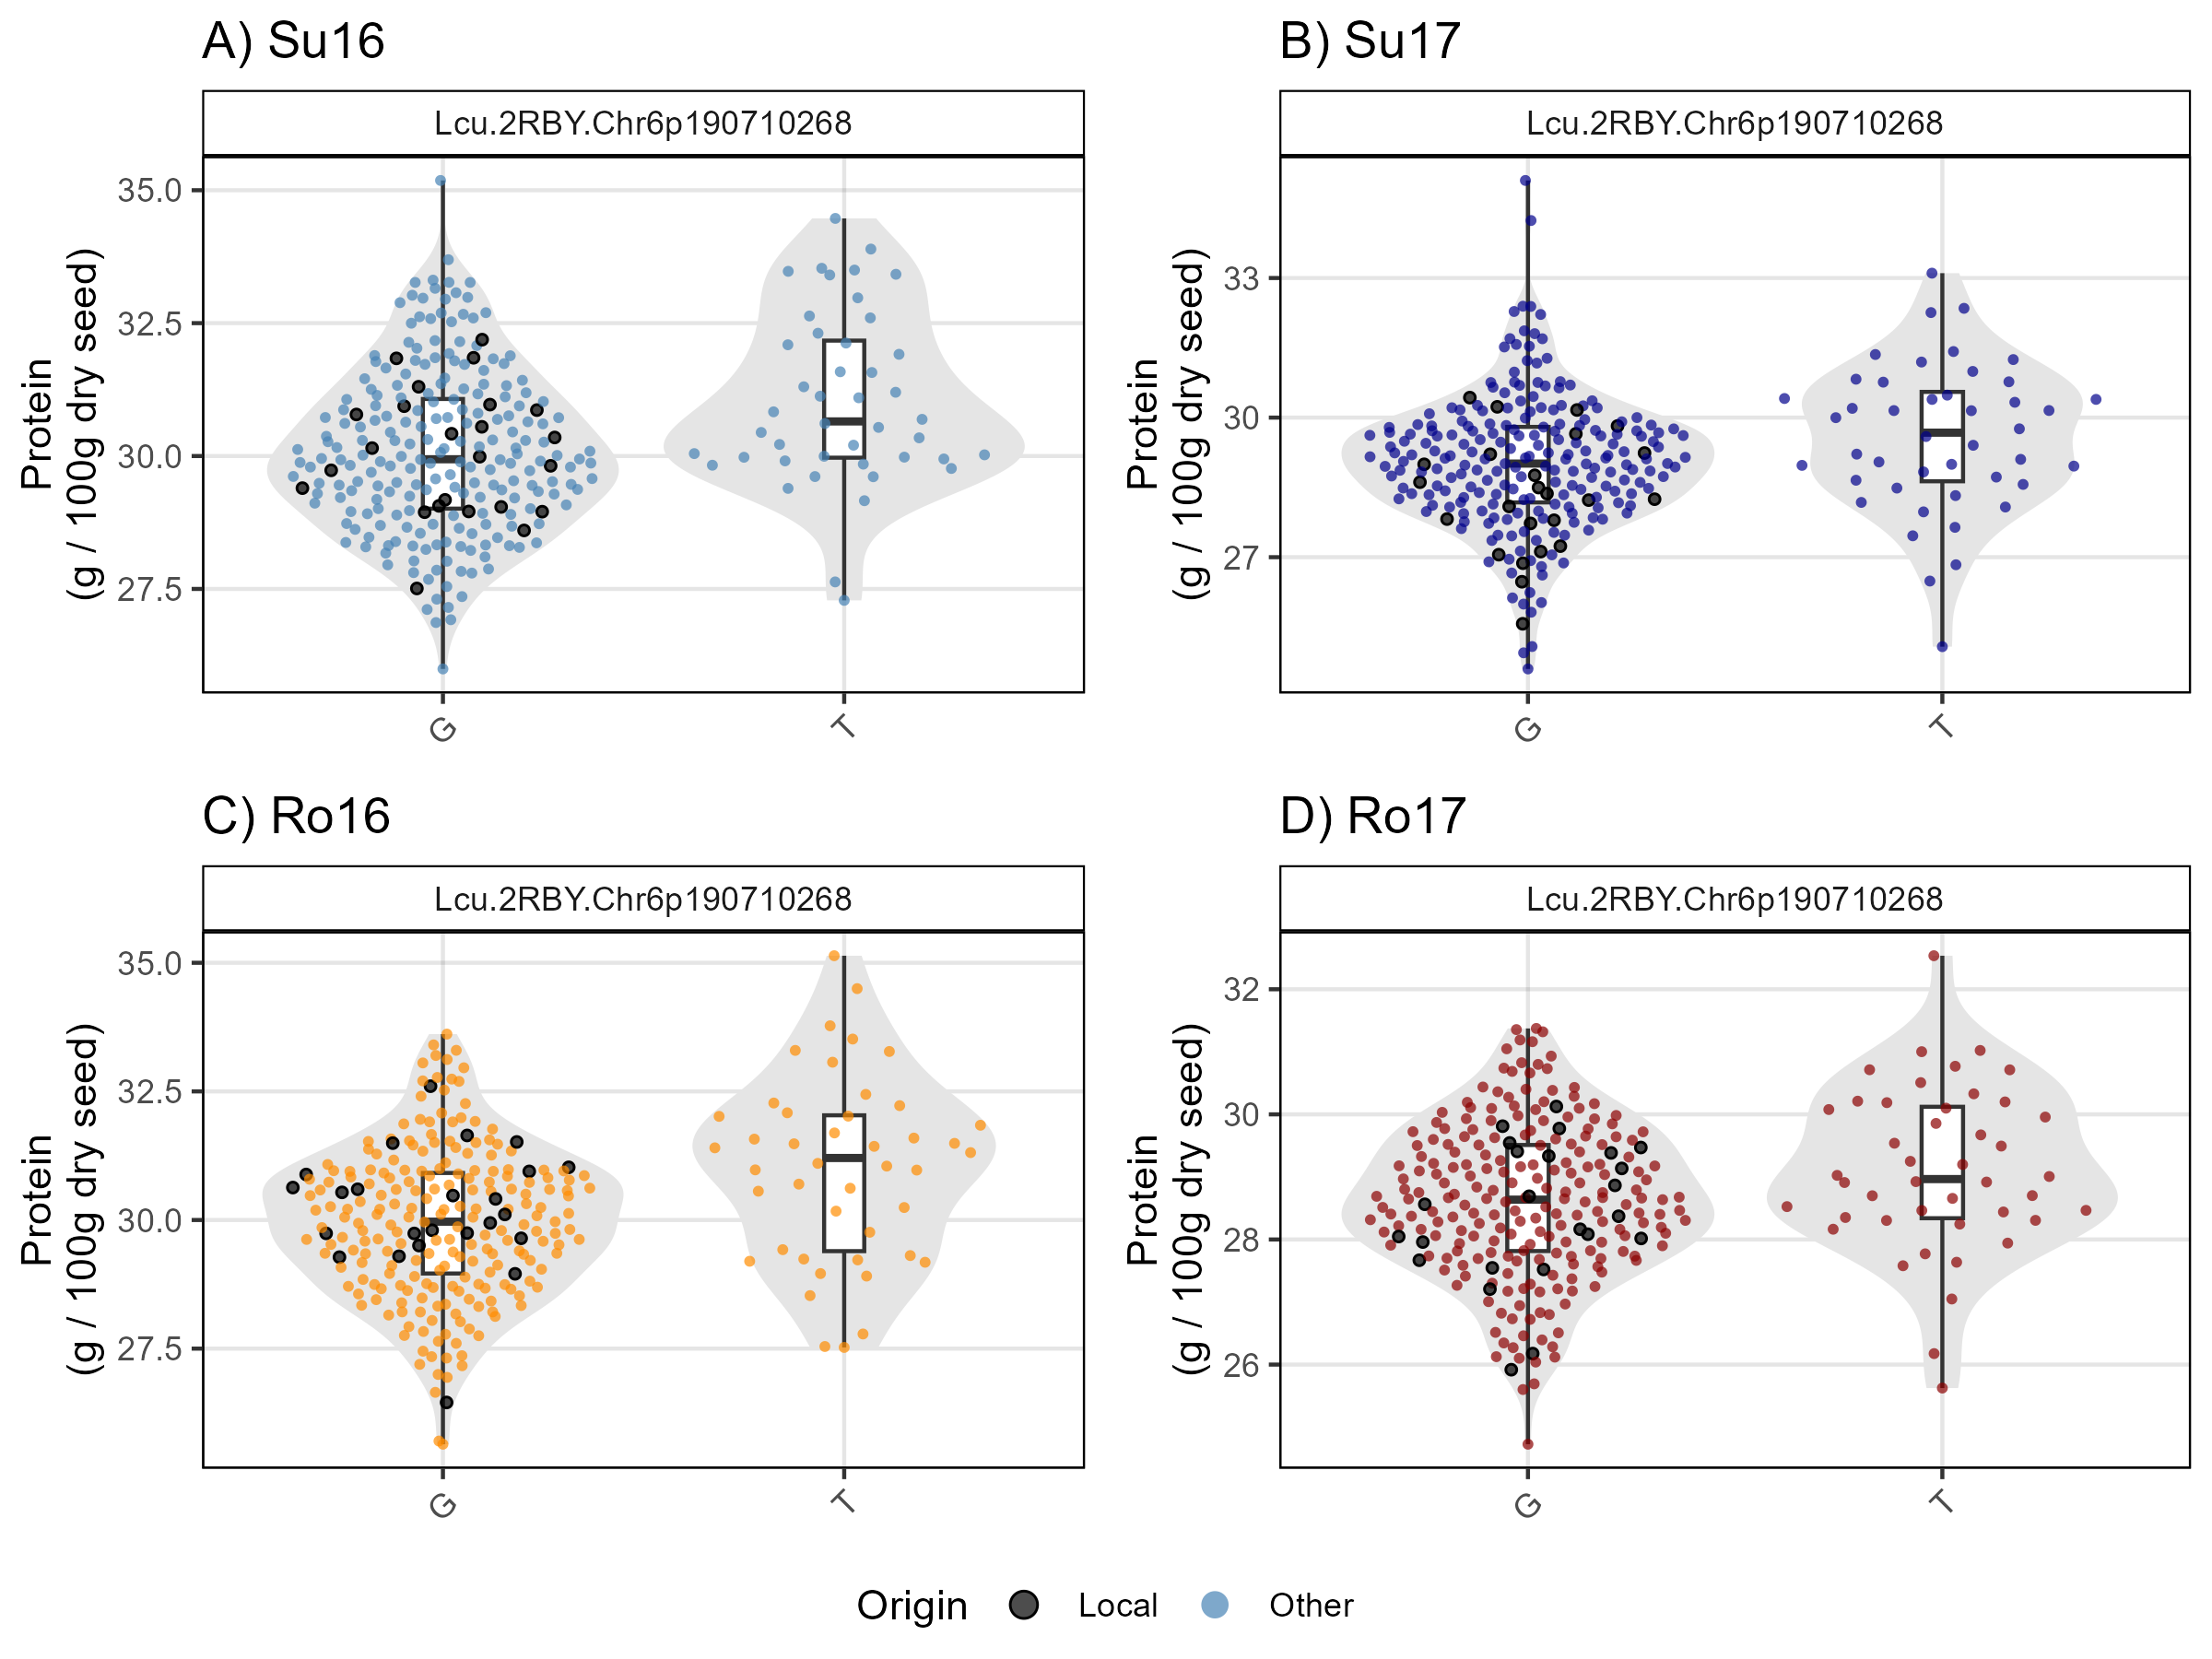 A) Su16
Lcu.2RBY.Chr6p190710268
Protein
(g / 100g dry seed)
35.0
32.5
30.0
27.5
G
T
B) Su17
Lcu.2RBY.Chr6p190710268
Protein
(g / 100g dry seed)
33
30
27
G
T
C) Ro16
Lcu.2RBY.Chr6p190710268
Protein
(g / 100g dry seed)
35.0
32.5
30.0
27.5
G
T
D) Ro17
Lcu.2RBY.Chr6p190710268
Protein
(g / 100g dry seed)
32
30
28
26
G
T
Origin Local Other